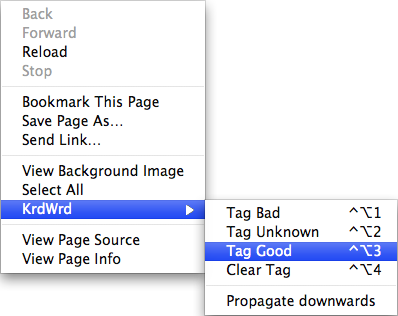 Back
Forward
Reload
Stop
Bookmark This Page
Save Page As...
Send Link...
View Background Image
Select All
KrdWrd
View Page Source
View Page Info
Tag Bad ^⌥1
Tag Unknown ^⌥2
Tag Good ^⌥3
Clear Tag ^⌥4
Propagate downwards